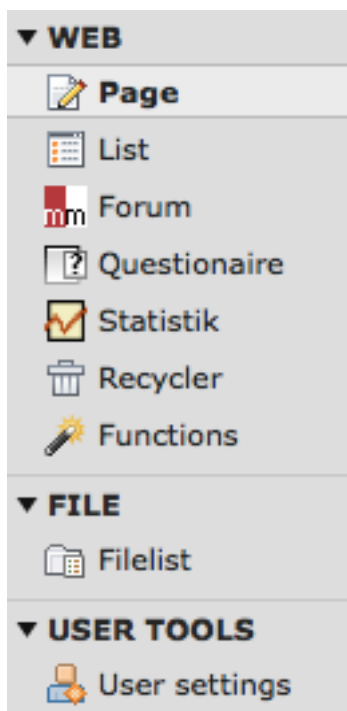 WEB
Page
List
mm Forum
? Questionaire
Statistik
Recycler
Functions
FILE
Filelist
USER TOOLS
User settings